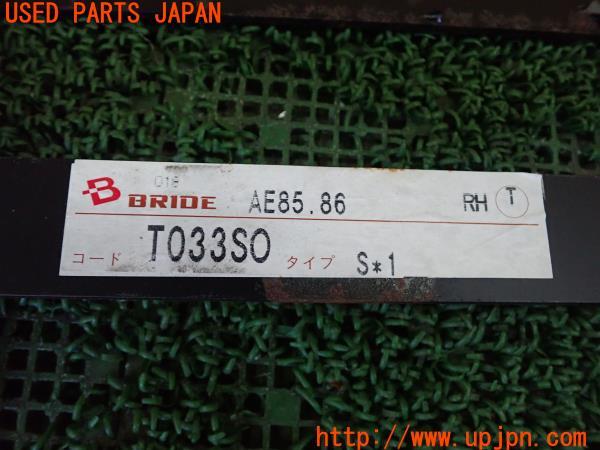 USED PARTS JAPAN
018
B BRIDE AE85.86 RH T
コード T033SO タイプ S*1
http://www.upjpn.com